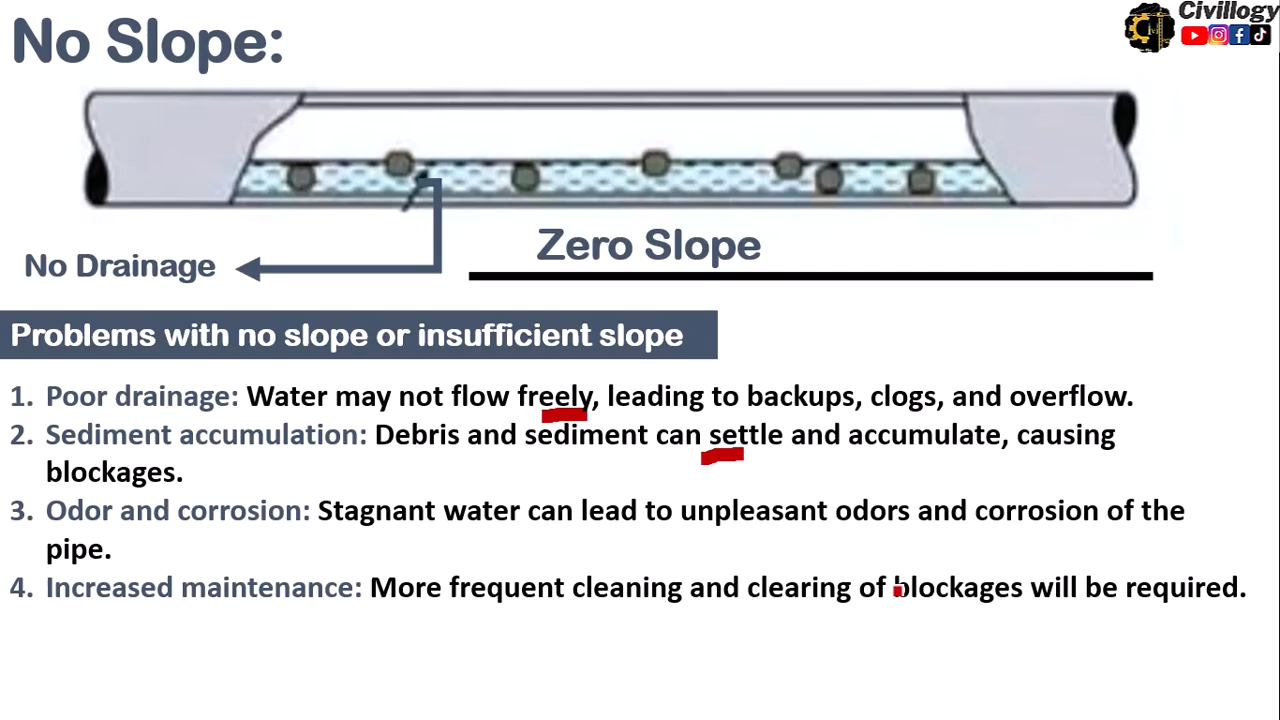 No Slope:
Civillogy
No Drainage
Zero Slope
Problems with no slope or insufficient slope
1. Poor drainage: Water may not flow freely, leading to backups, clogs, and overflow.
2. Sediment accumulation: Debris and sediment can settle and accumulate, causing
blockages.
3. Odor and corrosion: Stagnant water can lead to unpleasant odors and corrosion of the
pipe.
4. Increased maintenance: More frequent cleaning and clearing of blockages will be required.